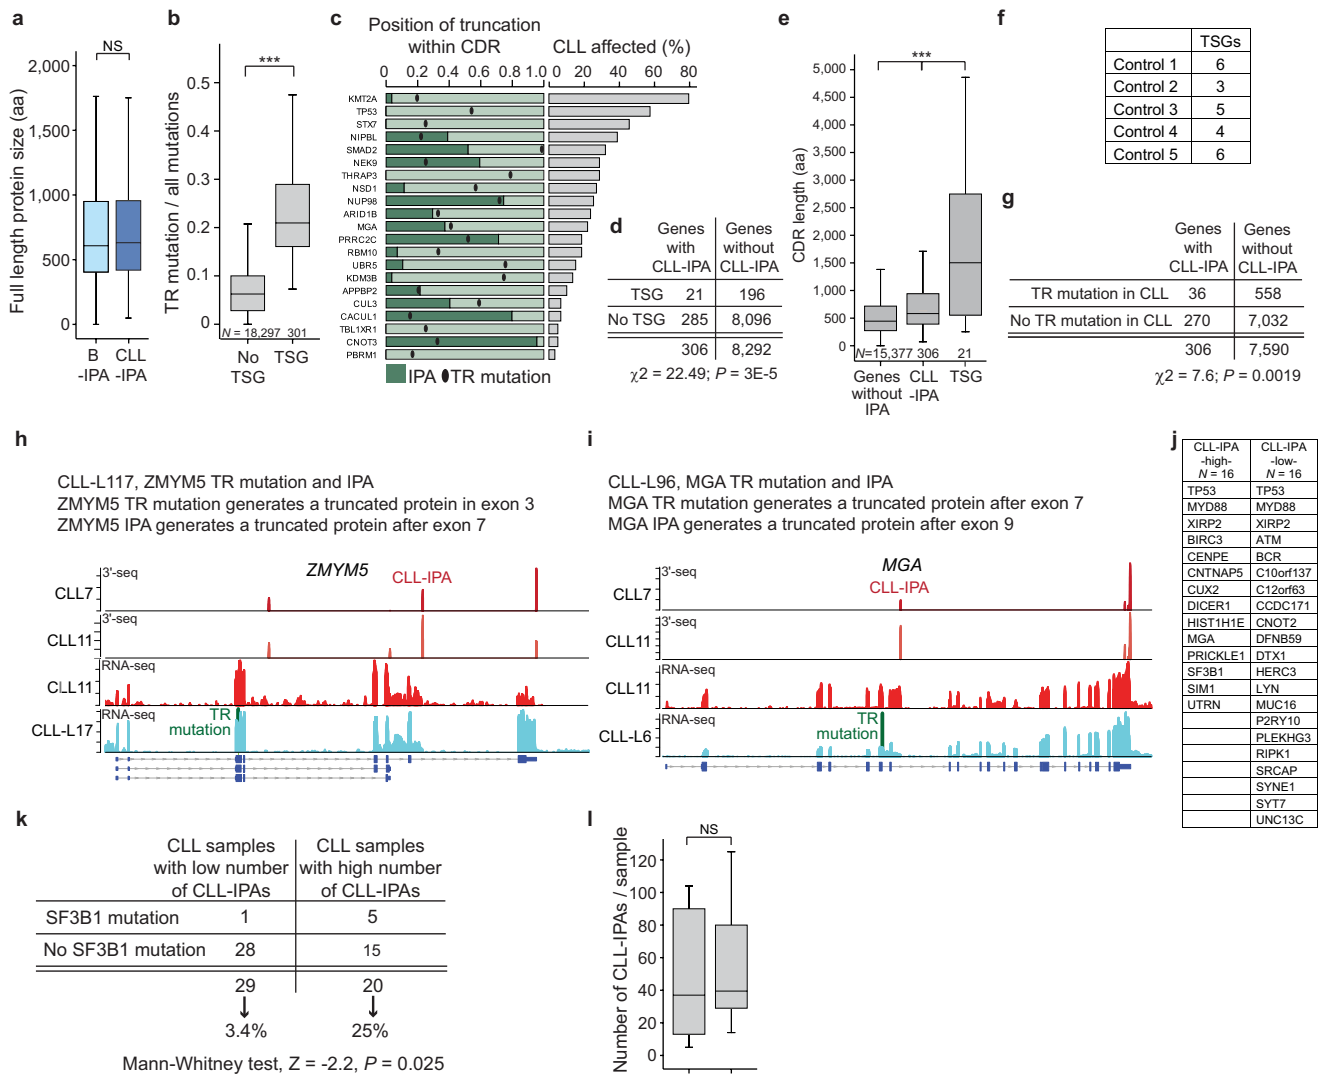 a
NS
Full length protein size (aa)
2,000
1,500
1,000
500
0
B
-IPA
CLL
-IPA
b
***
TR mutation / all mutations
0.5
0.4
0.3
0.2
0.1
0
N = 18,297
301
No
TSG
TSG
c
Position of truncation
within CDR
CLL affected (%)
0 0.2 0.4 0.6 0.8 1.0
0 20 40 60 80
KMT2A
TP53
STX7
NIPBL
SMAD2
NEK9
THRAP3
NSD1
NUP98
ARID1B
MGA
PRRC2C
RBM10
UBR5
KDM3B
APPBP2
CUL3
CACUL1
TBL1XR1
CNOT3
PBRM1
IPA
TR mutation
d
Genes
with
CLL-IPA
Genes
without
CLL-IPA
TSG 21 196
No TSG 285 8,096
306 8,292
χ2 = 22.49; P = 3E-5
e
***
CDR length (aa)
5,000
4,500
4,000
3,500
3,000
2,500
2,000
1,500
1,000
500
0
N=15,377 306 21
Genes
without
IPA
CLL
-IPA
TSG
f
TSGs
Control 1 6
Control 2 3
Control 3 5
Control 4 4
Control 5 6
g
Genes
with
CLL-IPA
Genes
without
CLL-IPA
TR mutation in CLL 36 558
No TR mutation in CLL 270 7,032
306 7,590
χ2 = 7.6; P = 0.0019
h
CLL-L117, ZMYM5 TR mutation and IPA
ZMYM5 TR mutation generates a truncated protein in exon 3
ZMYM5 IPA generates a truncated protein after exon 7
3'-seq
ZMYM5
CLL-IPA
CLL7
3'-seq
CLL11
RNA-seq
CLL11
RNA-seq
TR
mutation
CLL-L17
i
CLL-L96, MGA TR mutation and IPA
MGA TR mutation generates a truncated protein after exon 7
MGA IPA generates a truncated protein after exon 9
3'-seq
MGA
CLL-IPA
CLL7
3'-seq
CLL11
RNA-seq
CLL11
RNA-seq
TR
mutation
CLL-L6
j
CLL-IPA
-high-
N = 16
CLL-IPA
-low-
N = 16
TP53 TP53
MYD88 MYD88
XIRP2 XIRP2
BIRC3 ATM
CENPE BCR
CNTNAP5 C10orf137
CUX2 C12orf63
DICER1 CCDC171
HIST1H1E CNOT2
MGA DFNB59
PRICKLE1 DTX1
SF3B1 HERC3
SIM1 LYN
UTRN MUC16
P2RY10
PLEKHG3
RIPK1
SRCAP
SYNE1
SYT7
UNC13C
k
CLL samples
with low number
of CLL-IPAs
CLL samples
with high number
of CLL-IPAs
SF3B1 mutation 1 5
No SF3B1 mutation 28 15
29 20
3.4% 25%
Mann-Whitney test, Z = -2.2, P = 0.025
l
NS
Number of CLL-IPAs / sample
120
100
80
60
40
20
0